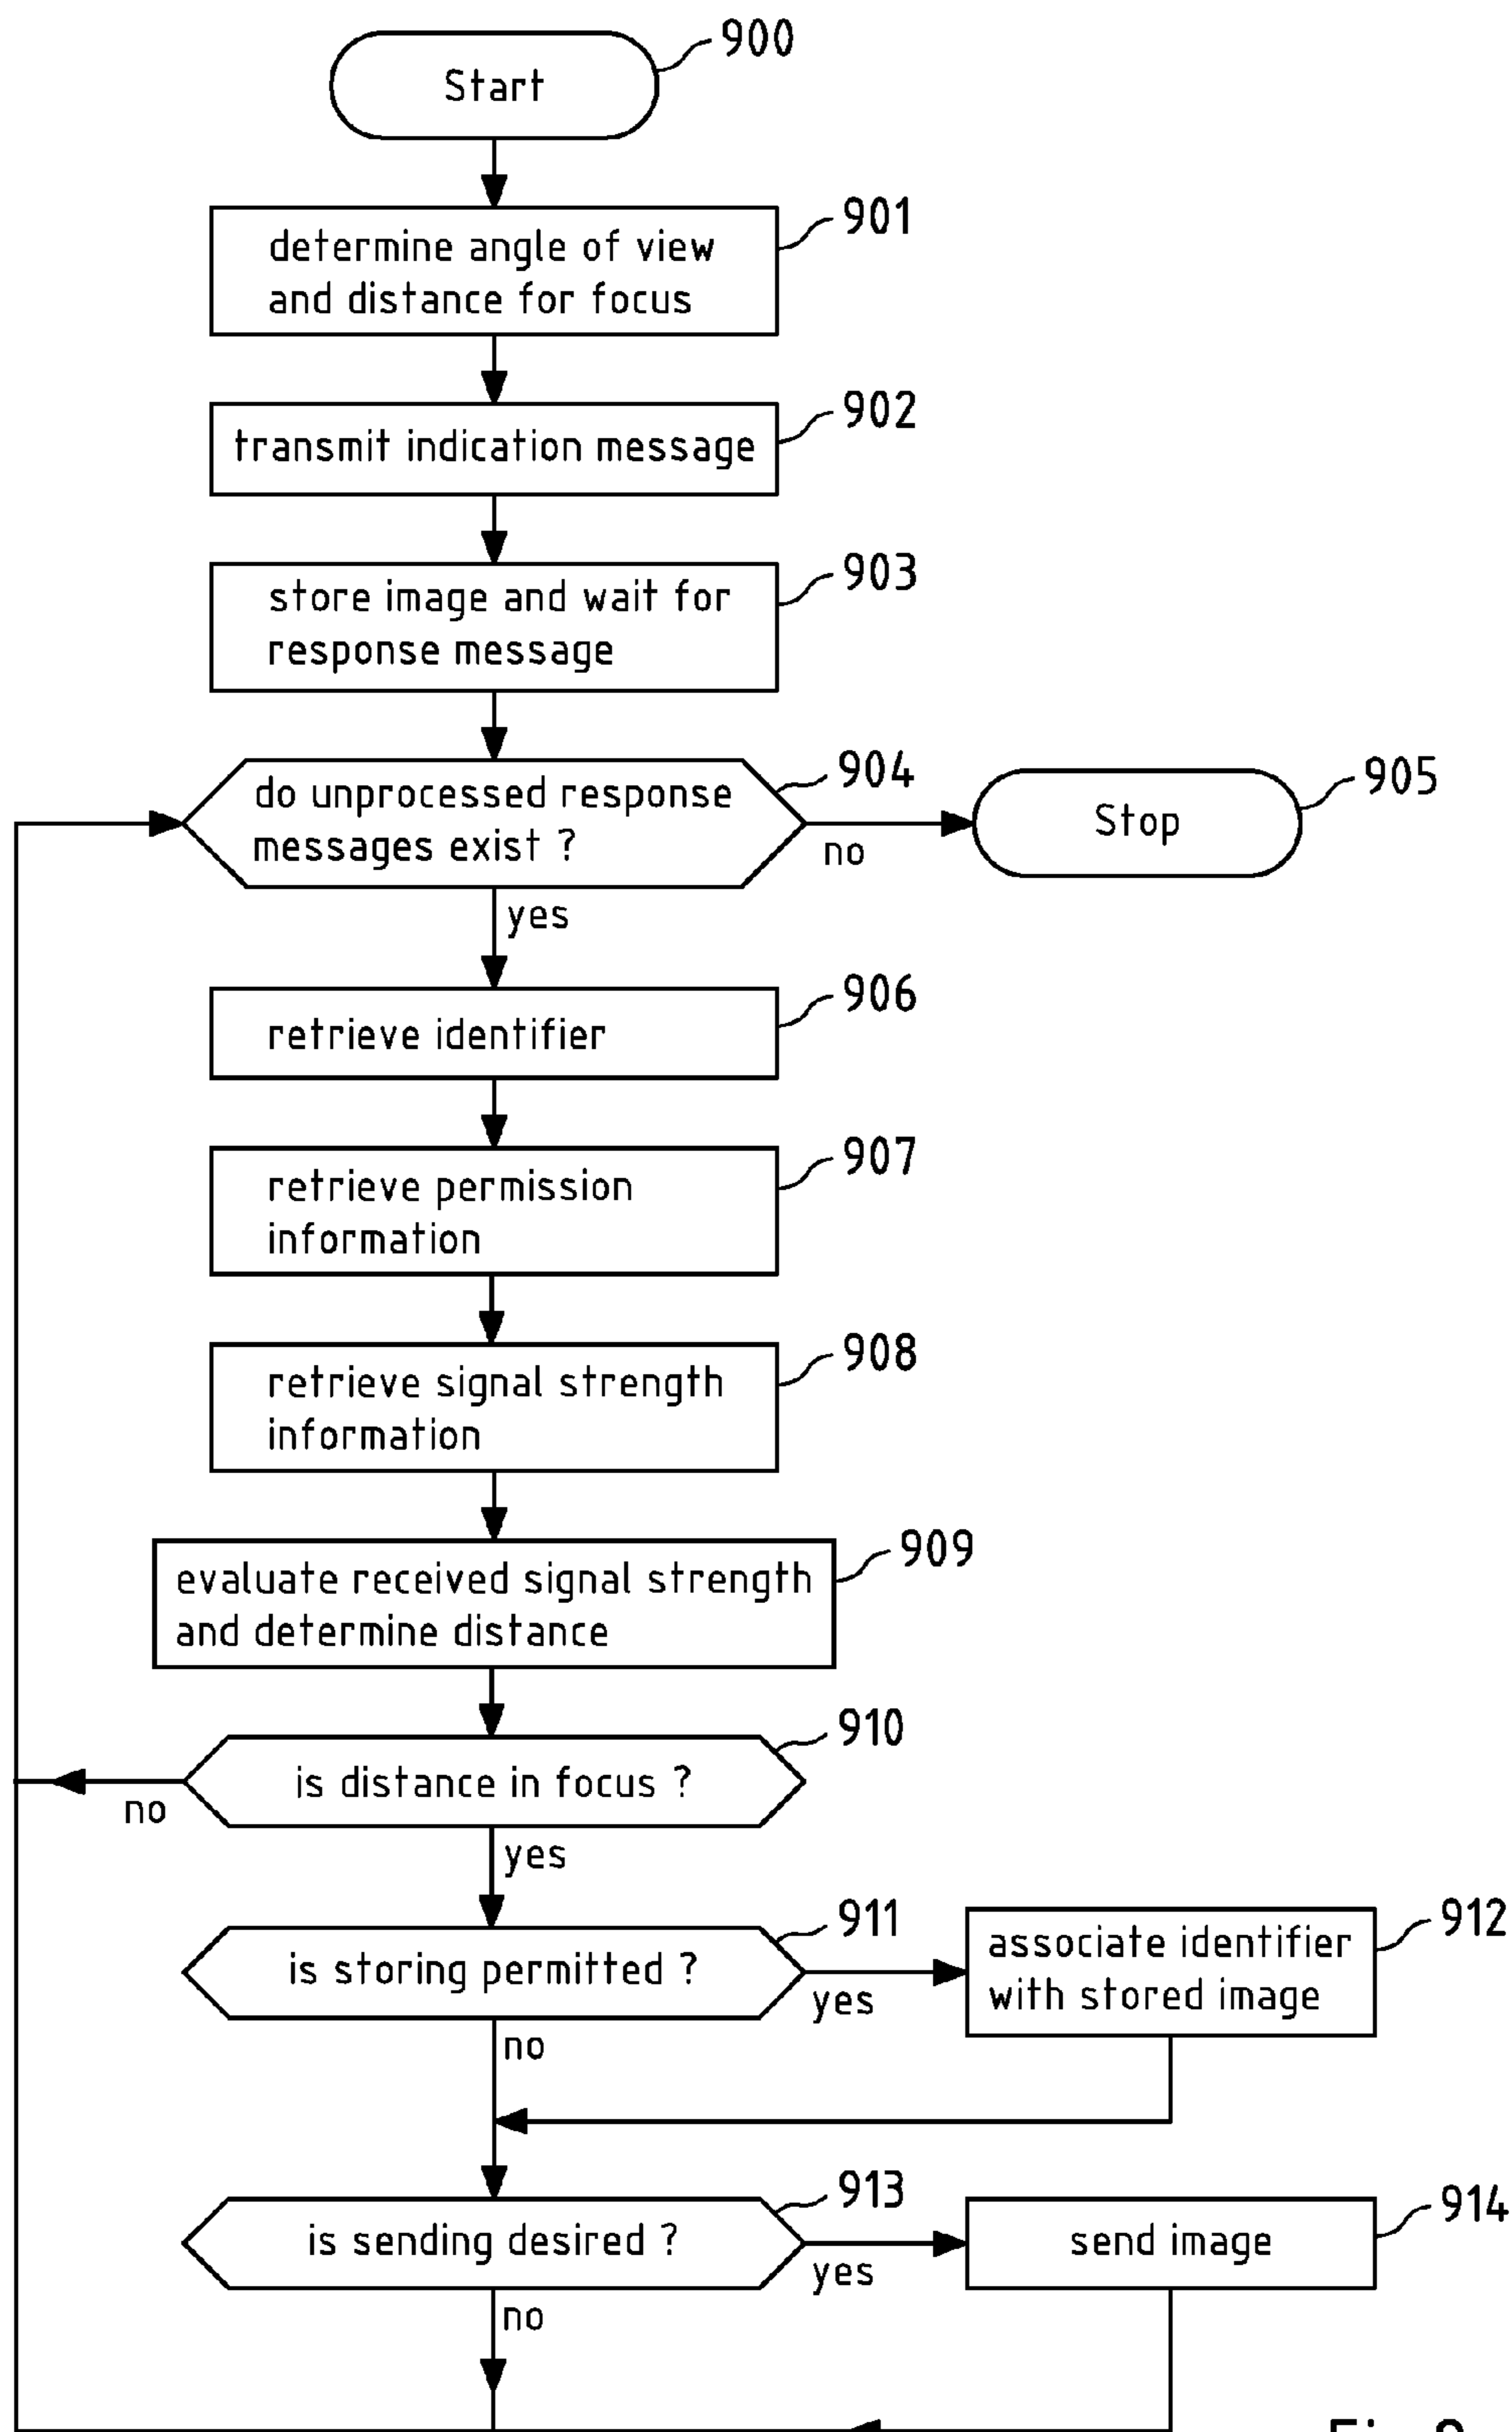 900
Start
901
determine angle of view
and distance for focus
902
transmit indication message
903
store image and wait for
response message
904
do unprocessed response
messages exist ?
905
Stop
no
yes
906
retrieve identifier
907
retrieve permission
information
908
retrieve signal strength
information
909
evaluate received signal strength
and determine distance
910
is distance in focus ?
no
yes
911
is storing permitted ?
912
associate identifier
with stored image
yes
no
913
is sending desired ?
914
send image
yes
no